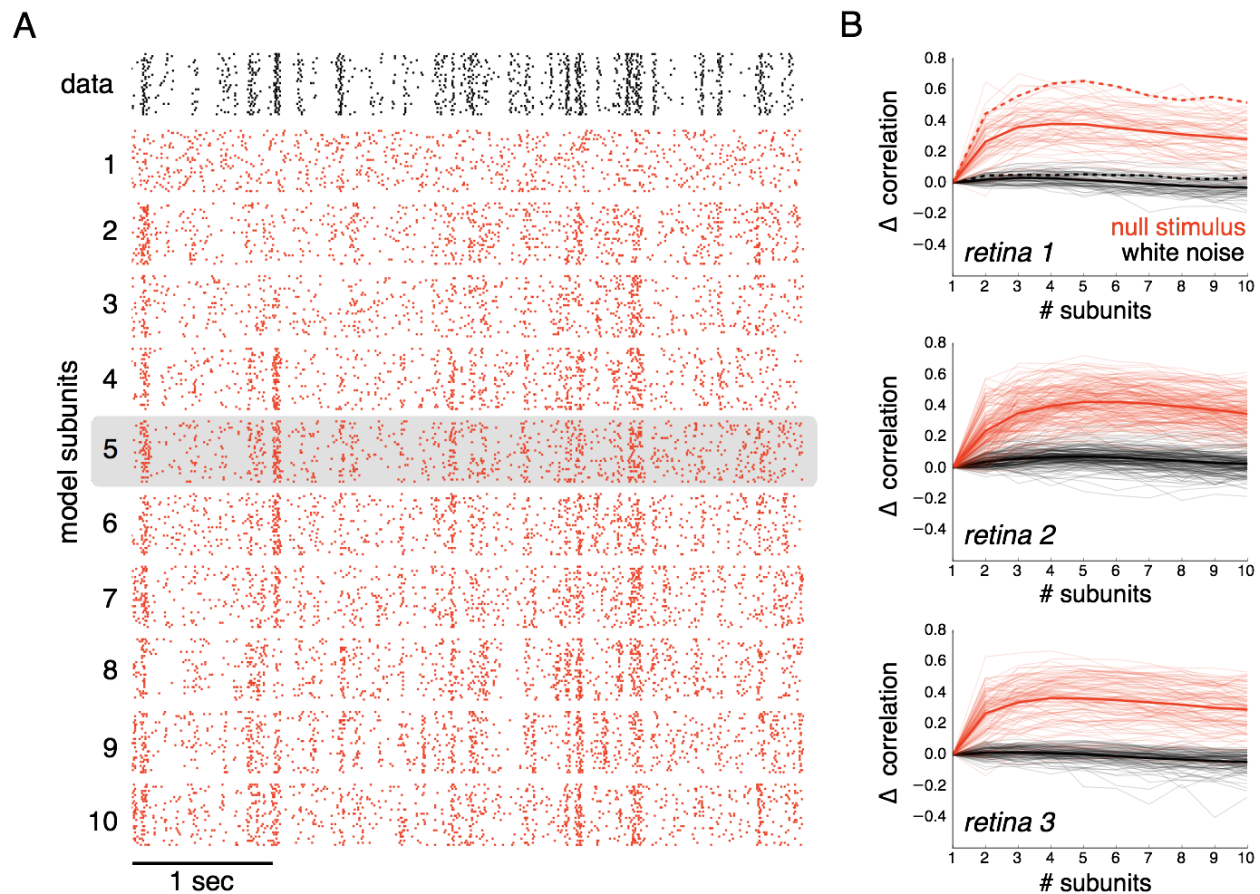 A
data
1
2
3
4
5
6
7
8
9
10
model subunits
1 sec
B
0.8
0.6
0.4
0.2
0.0
−0.2
−0.4
Δ correlation
null stimulus
white noise
retina 1
1 2 3 4 5 6 7 8 9 10
# subunits
0.8
0.6
0.4
0.2
0.0
−0.2
−0.4
Δ correlation
retina 2
1 2 3 4 5 6 7 8 9 10
# subunits
0.8
0.6
0.4
0.2
0.0
−0.2
−0.4
Δ correlation
retina 3
1 2 3 4 5 6 7 8 9 10
# subunits